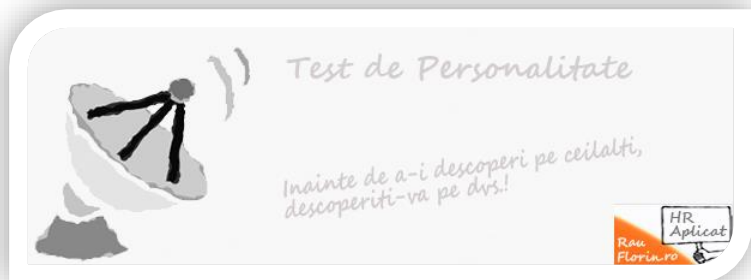 Test de Personalitate
Inainte de a-i descoperi pe ceilalti,
descoperiti-va pe dvs.!
HR
Aplicat
Rau
Florin.ro